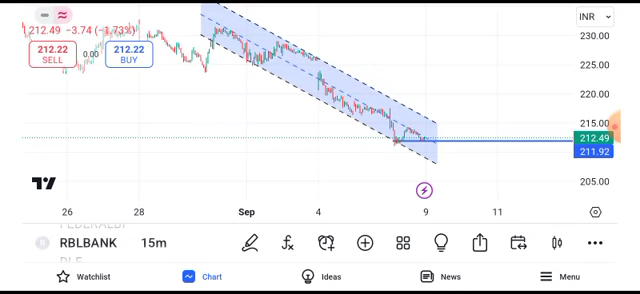 INR
230.00
225.00
220.00
215.00
212.49
211.92
205.00
212.49 −3.74 (−1.73%)
212.22
SELL
0.00
212.22
BUY
26 28 Sep 4 9 11
RBLBANK 15m
Watchlist Chart Ideas News Menu